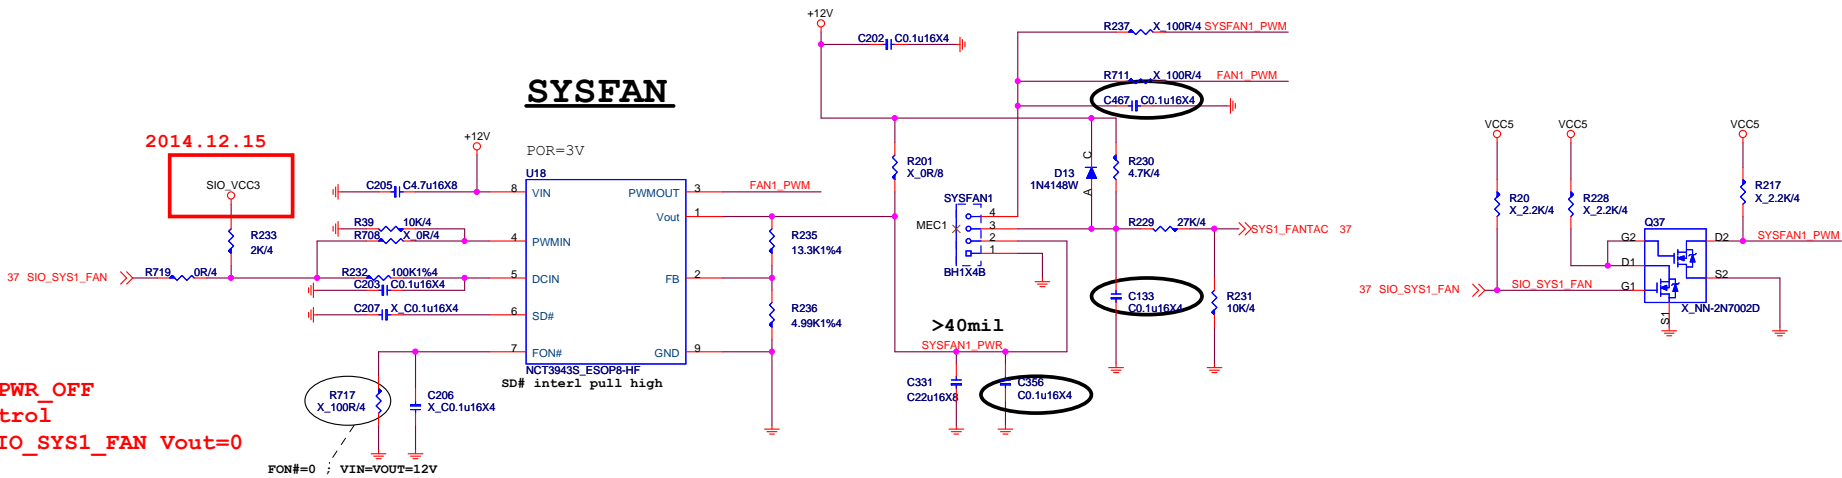 SYSFAN
2014.12.15
SIO_VCC3
R233
2K/4
37 SIO_SYS1_FAN
R719 0R/4
+12V
POR=3V
U18
C205 C4.7u16X8
R39 10K/4
R708 X_0R/4
R232 100K1%4
C203 C0.1u16X4
C207 X_C0.1u16X4
8 VIN
4 PWMIN
5 DCIN
6 SD#
7 FON#
PWMOUT 3
Vout 1
FB 2
GND 9
NCT3943S_ESOP8-HF
SD# interl pull high
FAN1_PWM
R717
X_100R/4
C206
X_C0.1u16X4
FON#=0 ; VIN=VOUT=12V
PWR_OFF
trol
IO_SYS1_FAN Vout=0
R235
13.3K1%4
R236
4.99K1%4
+12V
C202 C0.1u16X4
R201
X_0R/8
R237 X_100R/4 SYSFAN1_PWM
R711 X_100R/4 FAN1_PWM
C467 C0.1u16X4
D13
1N4148W
C
A
R230
4.7K/4
SYSFAN1
MEC1
4
3
2
1
BH1X4B
R229 27K/4
SYS1_FANTAC 37
C133
C0.1u16X4
R231
10K/4
>40mil
SYSFAN1_PWR
C331
C22u16X8
C356
C0.1u16X4
VCC5
VCC5
VCC5
R20
X_2.2K/4
R228
X_2.2K/4
R217
X_2.2K/4
Q37
G2
D1
G1
S1
D2
S2
SYSFAN1_PWM
37 SIO_SYS1_FAN
SIO_SYS1_FAN
X_NN-2N7002D